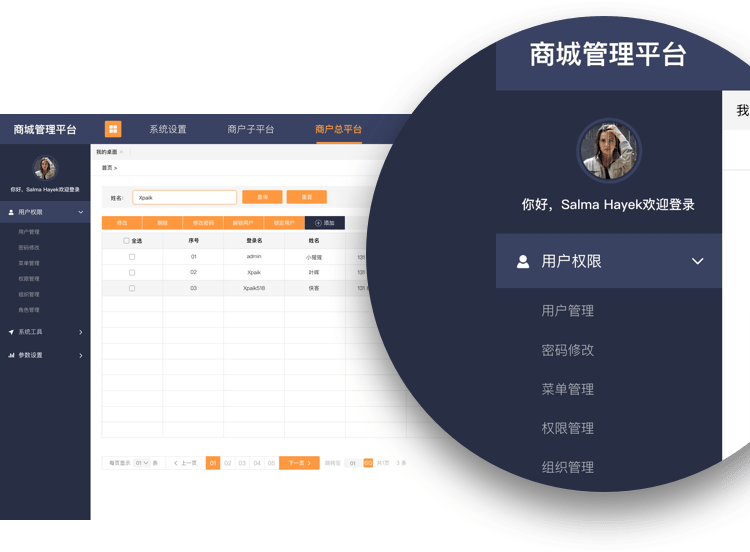 商城管理平台
系统设置
商户子平台
商户总平台
你好，Salma Hayek欢迎登录
用户权限
用户管理
密码修改
菜单管理
权限管理
组织管理
角色管理
系统工具
参数设置
我的桌面 ×
首页 >
姓名：
Xpaik
查询
重置
修改
删除
修改密码
解锁用户
锁定用户
添加
全选 序号 登录名 姓名
01 admin 小耀耀 131
02 Xpaik 叶辉 131
03 Xpaik518 侠客 131
每页显示 01 条
上一页
01 02 03 04 05
下一页
跳转至 01 GO 共1页 3 条
商城管理平台
我
你好，Salma Hayek欢迎登录
用户权限
用户管理
密码修改
菜单管理
权限管理
组织管理